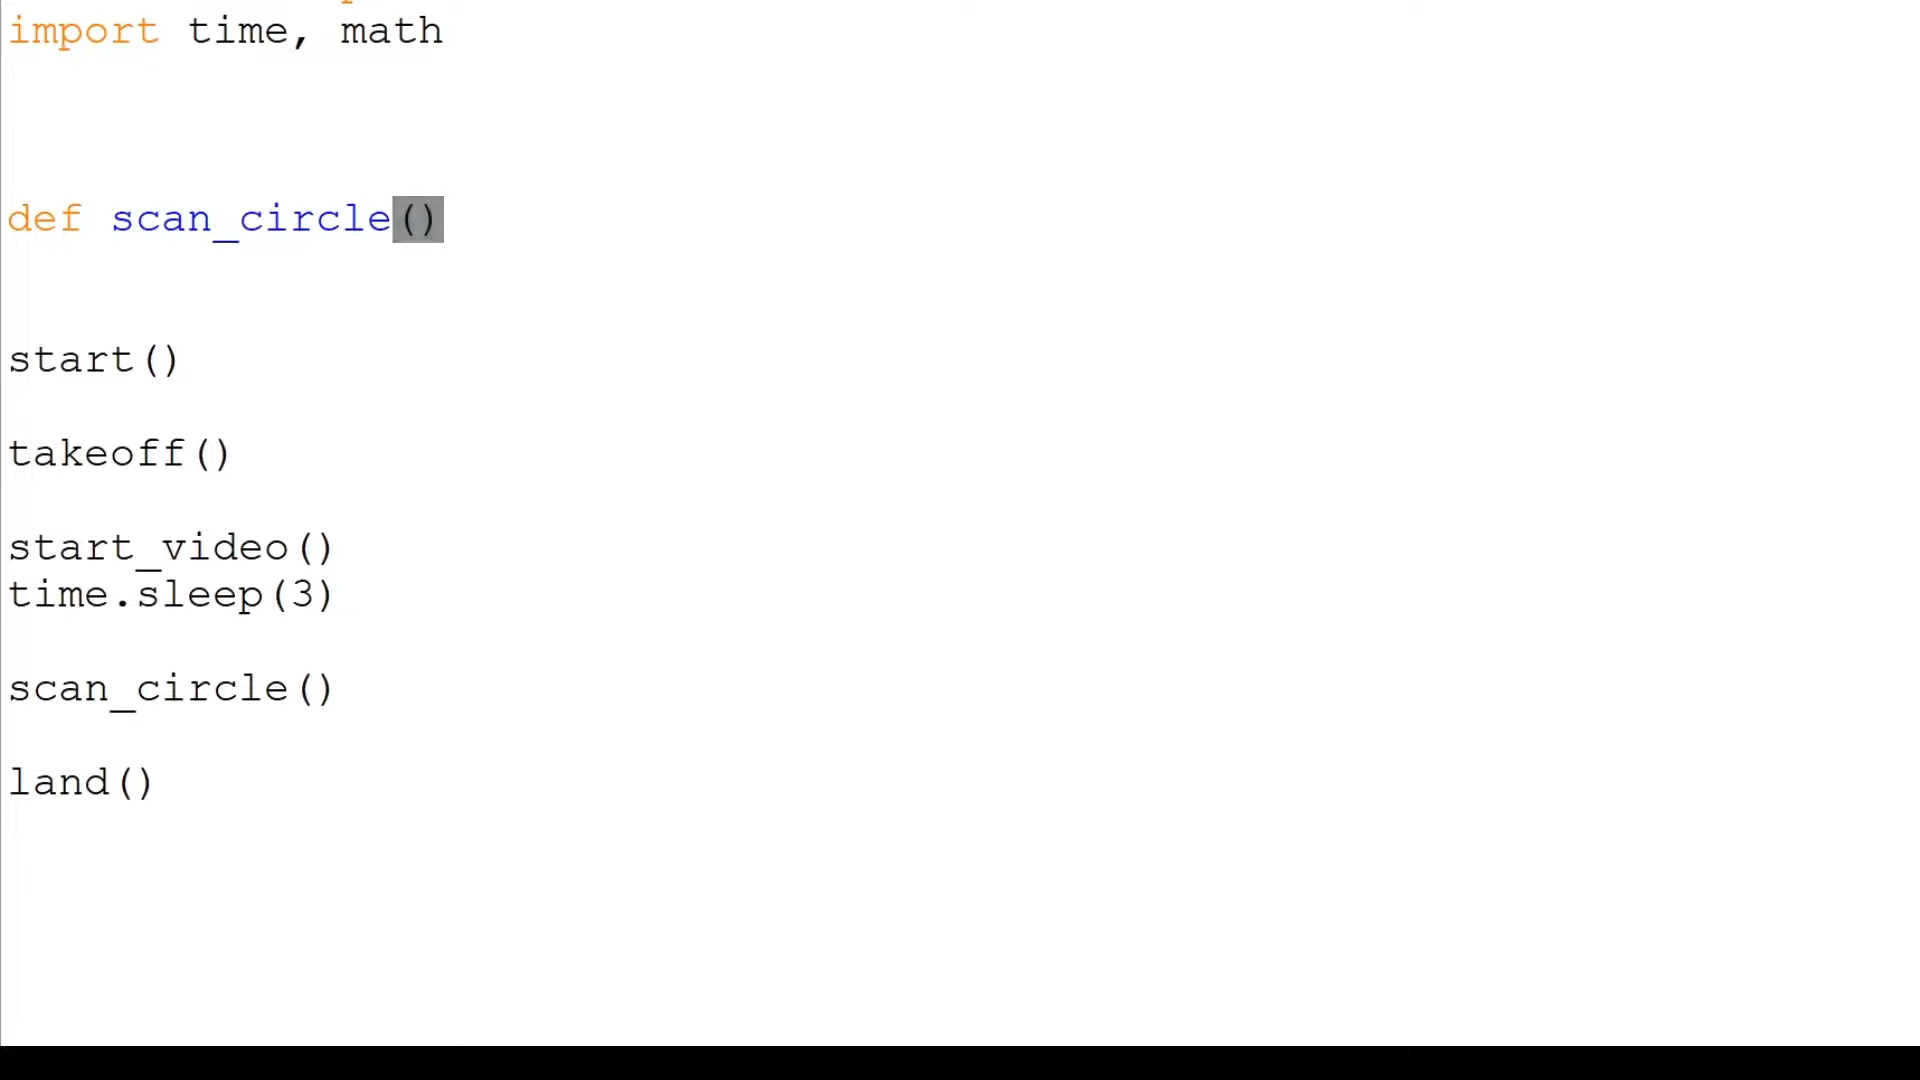 import time, math
def scan_circle()
start()
takeoff()
start_video()
time.sleep(3)
scan_circle()
land()